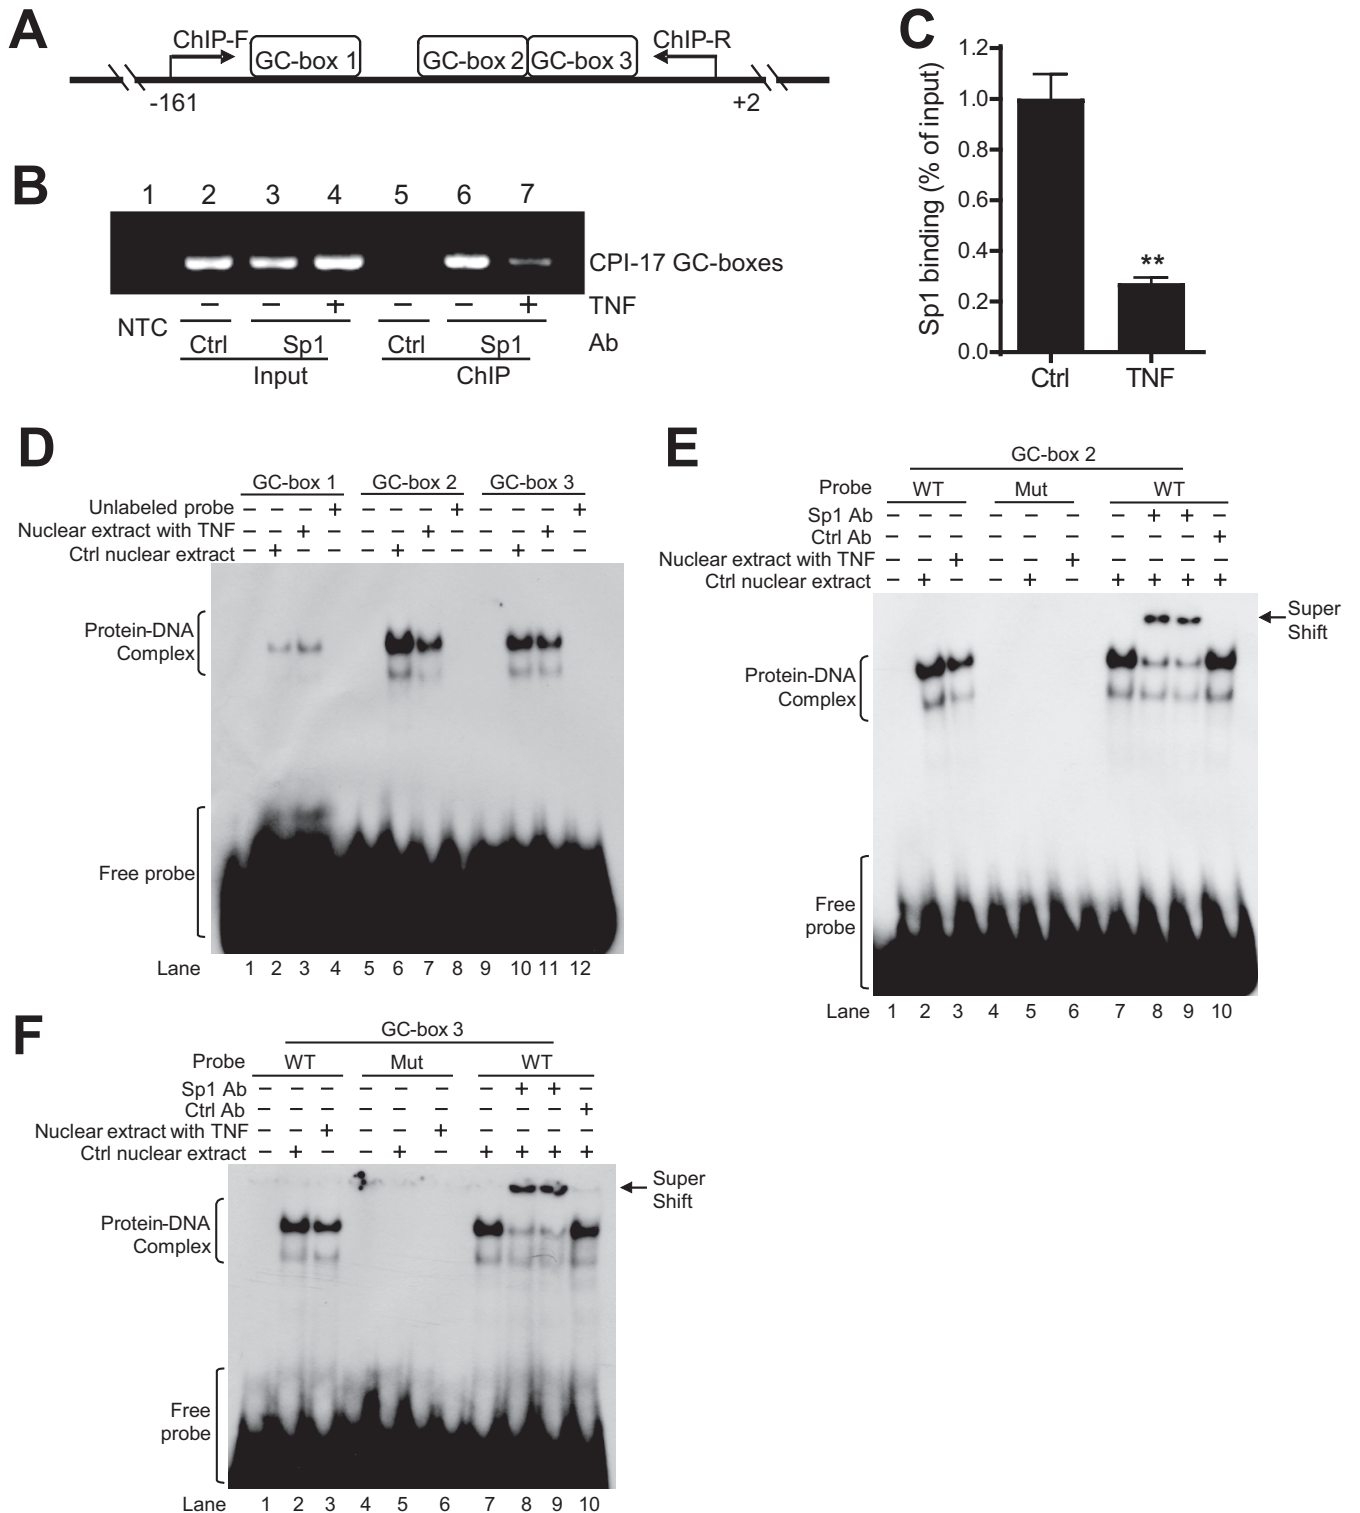 A
ChIP-F
GC-box 1
GC-box 2
GC-box 3
ChIP-R
-161
+2
B
1 2 3 4 5 6 7
CPI-17 GC-boxes
− − + − − + TNF
NTC
Ctrl Sp1 Ctrl Sp1 Ab
Input ChIP
C
Sp1 binding (% of input)
1.2
1.0
0.8
0.6
0.4
0.2
0.0
**
Ctrl TNF
D
GC-box 1 GC-box 2 GC-box 3
Unlabeled probe − − − + − − − + − − − +
Nuclear extract with TNF − − + − − − + − − − + −
Ctrl nuclear extract − + − − − + − − − + − −
Protein-DNA
Complex
Free probe
Lane 1 2 3 4 5 6 7 8 9 10 11 12
E
GC-box 2
Probe WT Mut WT
Sp1 Ab − − − − − − − + + −
Ctrl Ab − − − − − − − − − +
Nuclear extract with TNF − − + − − + − − − −
Ctrl nuclear extract − + − − + − + + + +
Super
Shift
Protein-DNA
Complex
Free
probe
Lane 1 2 3 4 5 6 7 8 9 10
F
GC-box 3
Probe WT Mut WT
Sp1 Ab − − − − − − − + + −
Ctrl Ab − − − − − − − − − +
Nuclear extract with TNF − − + − − + − − − −
Ctrl nuclear extract − + − − + − + + + +
Super
Shift
Protein-DNA
Complex
Free
probe
Lane 1 2 3 4 5 6 7 8 9 10